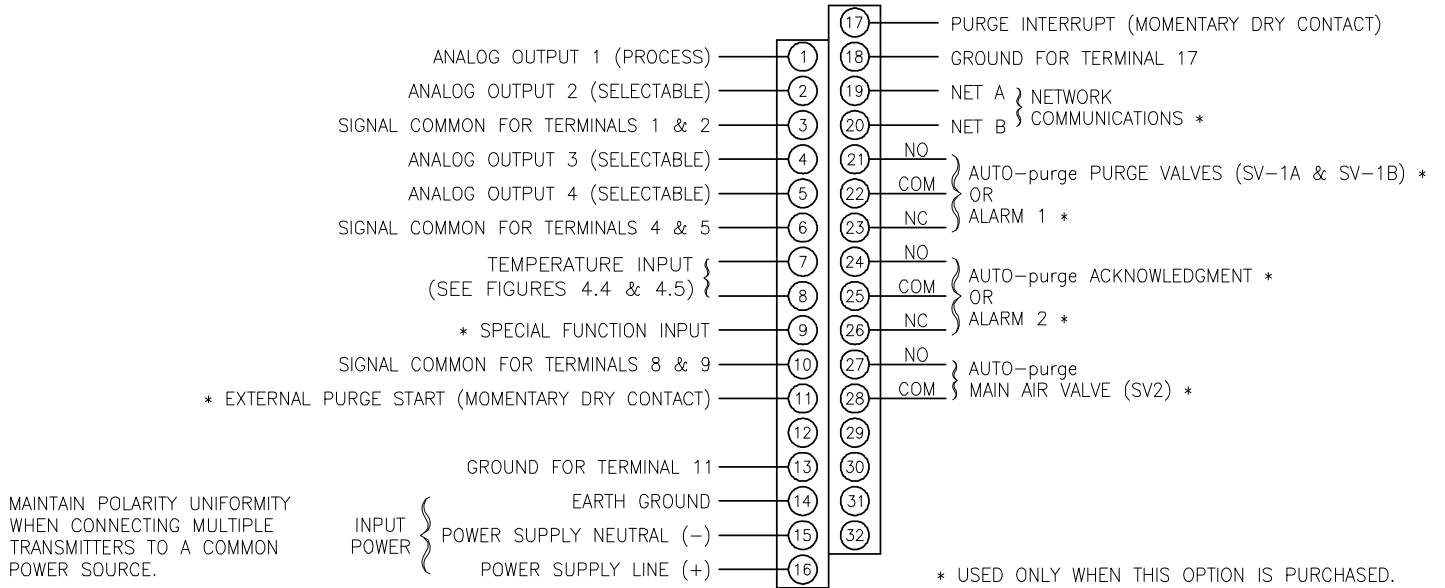 ANALOG OUTPUT 1 (PROCESS) 1
ANALOG OUTPUT 2 (SELECTABLE) 2
SIGNAL COMMON FOR TERMINALS 1 & 2 3
ANALOG OUTPUT 3 (SELECTABLE) 4
ANALOG OUTPUT 4 (SELECTABLE) 5
SIGNAL COMMON FOR TERMINALS 4 & 5 6
TEMPERATURE INPUT 7
(SEE FIGURES 4.4 & 4.5) 8
* SPECIAL FUNCTION INPUT 9
SIGNAL COMMON FOR TERMINALS 8 & 9 10
* EXTERNAL PURGE START (MOMENTARY DRY CONTACT) 11
12
GROUND FOR TERMINAL 11 13
EARTH GROUND 14
POWER SUPPLY NEUTRAL (-) 15
POWER SUPPLY LINE (+) 16
INPUT
POWER
MAINTAIN POLARITY UNIFORMITY
WHEN CONNECTING MULTIPLE
TRANSMITTERS TO A COMMON
POWER SOURCE.
17 PURGE INTERRUPT (MOMENTARY DRY CONTACT)
18 GROUND FOR TERMINAL 17
19 NET A
20 NET B
NETWORK
COMMUNICATIONS *
21 NO
22 COM
23 NC
AUTO-purge PURGE VALVES (SV-1A & SV-1B) *
OR
ALARM 1 *
24 NO
25 COM
26 NC
AUTO-purge ACKNOWLEDGMENT *
OR
ALARM 2 *
27 NO
28 COM
AUTO-purge
MAIN AIR VALVE (SV2) *
29
30
31
32
* USED ONLY WHEN THIS OPTION IS PURCHASED.